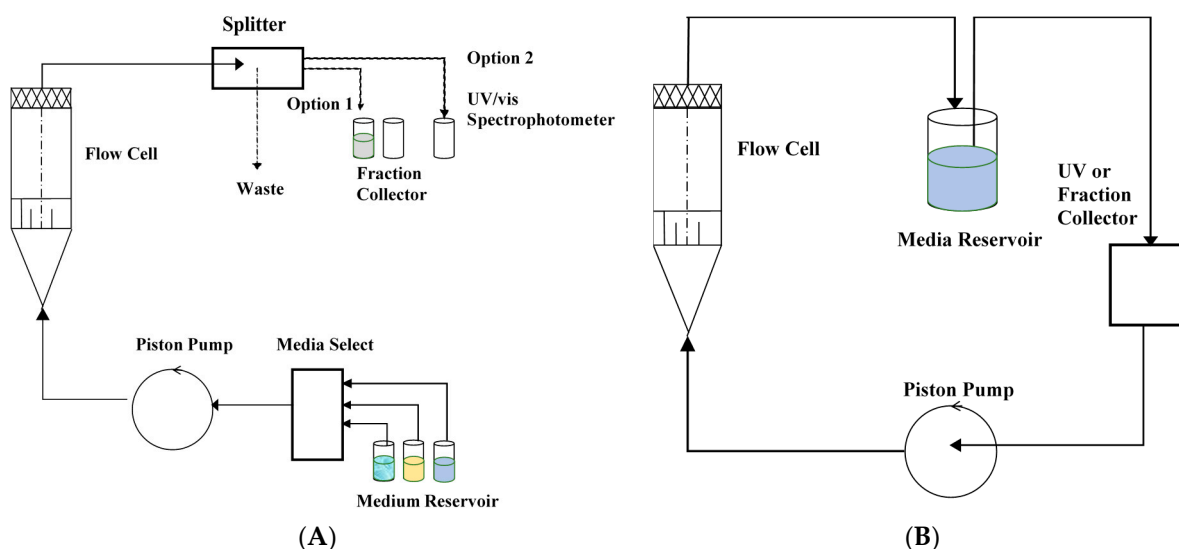 Splitter
Option 2
Option 1
UV/vis
Spectrophotometer
Flow Cell
Waste
Fraction
Collector
Piston Pump
Media Select
Medium Reservoir
(A)
Flow Cell
UV or
Fraction
Collector
Media Reservoir
Piston Pump
(B)